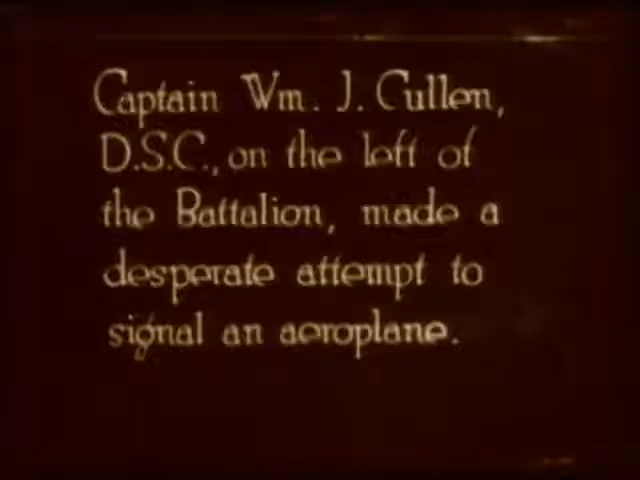 Captain Wm. J. Cullen,
D.S.C., on the left of
the Battalion, made a
desperate attempt to
signal an aeroplane.